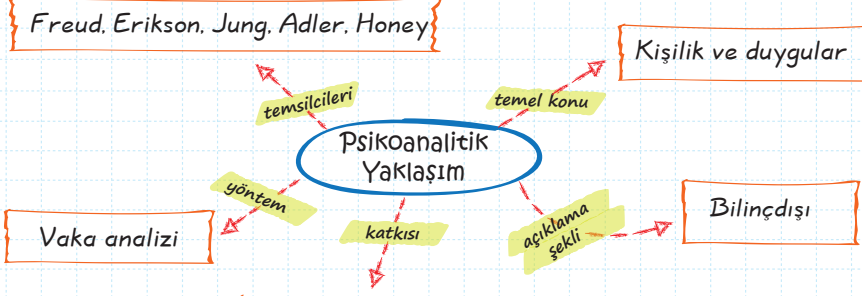 Freud, Erikson, Jung, Adler, Honey
Kişilik ve duygular
temsilcileri
temel konu
Psikoanalitik
Yaklaşım
yöntem
Vaka analizi
katkısı
açıklama
şekli
Bilinçdışı